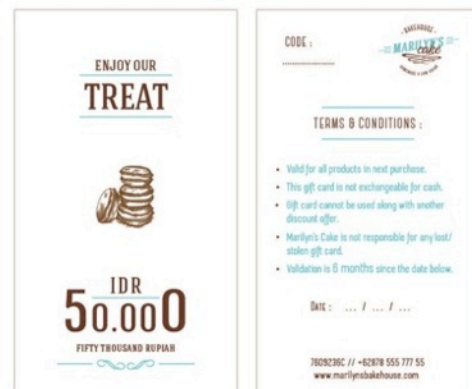 ENJOY OUR
TREAT
IDR
50.000
FIFTY THOUSAND RUPIAH
CODE :
BAKEHOUSE
MARILYN'S
cake
TERMS & CONDITIONS :
• Valid for all products in next purchase.
• This gift card is not exchangeable for cash.
• Gift card cannot be used along with another
discount offer.
• Marilyn's Cake is not responsible for any lost/
stolen gift card.
• Validation is 6 months since the date below.
DATE : ... / ... / ...
7609236C // +62878 555 777 55
www.marilynsbakehouse.com